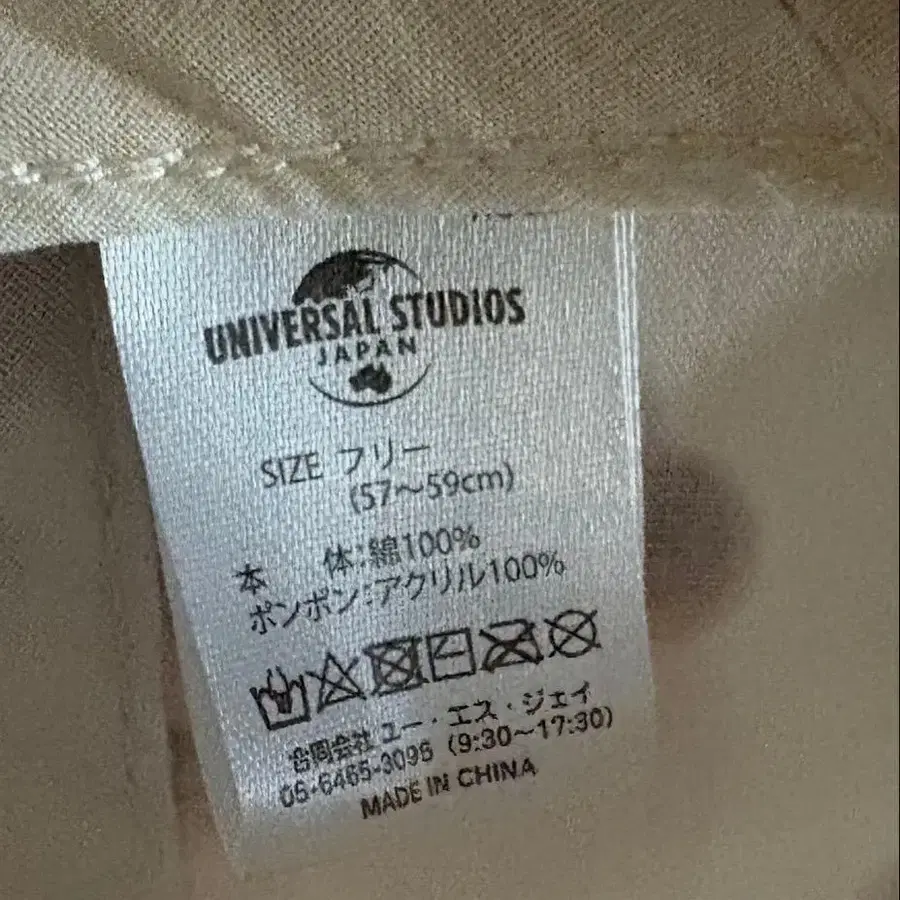 UNIVERSAL STUDIOS
JAPAN
SIZE フリー
(57～59cm)
本　体:綿100%
ポンポン:アクリル100%
合同会社 ユー・エス・ジェイ
06-6465-3096 (9:30～17:30)
MADE IN CHINA